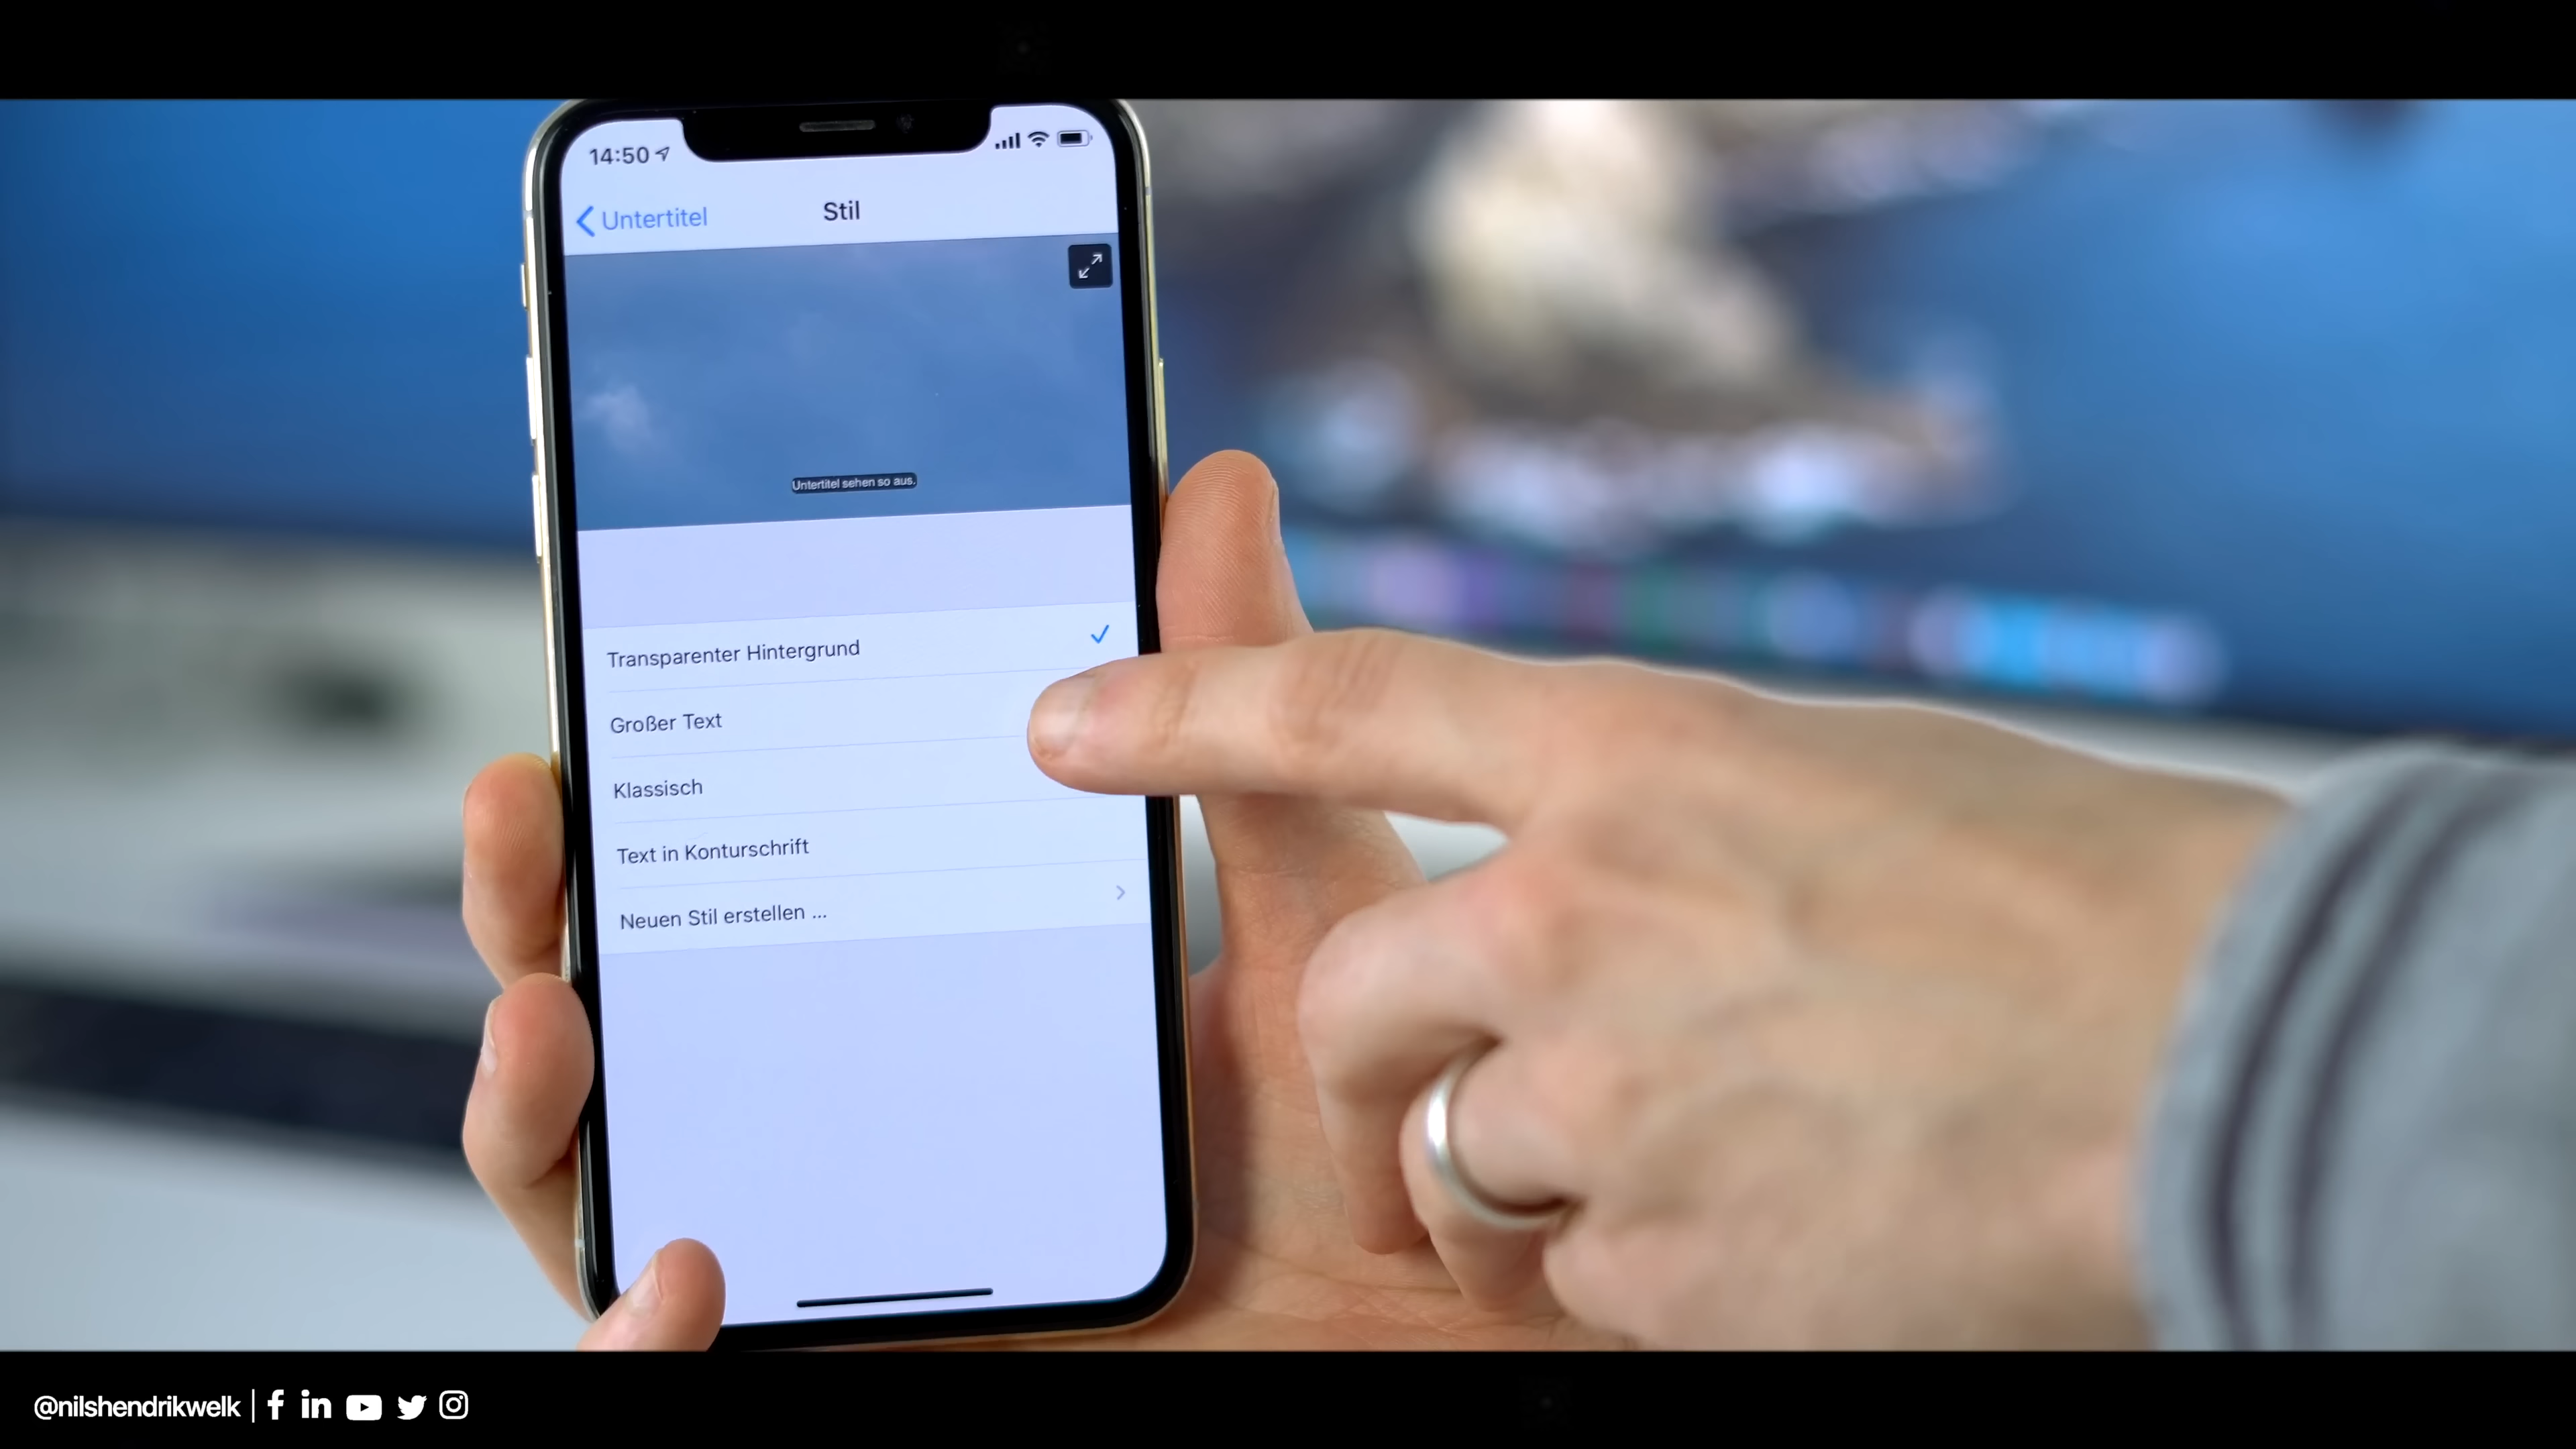 14:50
Untertitel
Stil
Untertitel sehen so aus.
Transparenter Hintergrund
Großer Text
Klassisch
Text in Konturschrift
Neuen Stil erstellen ...
@nilshendrikwelk